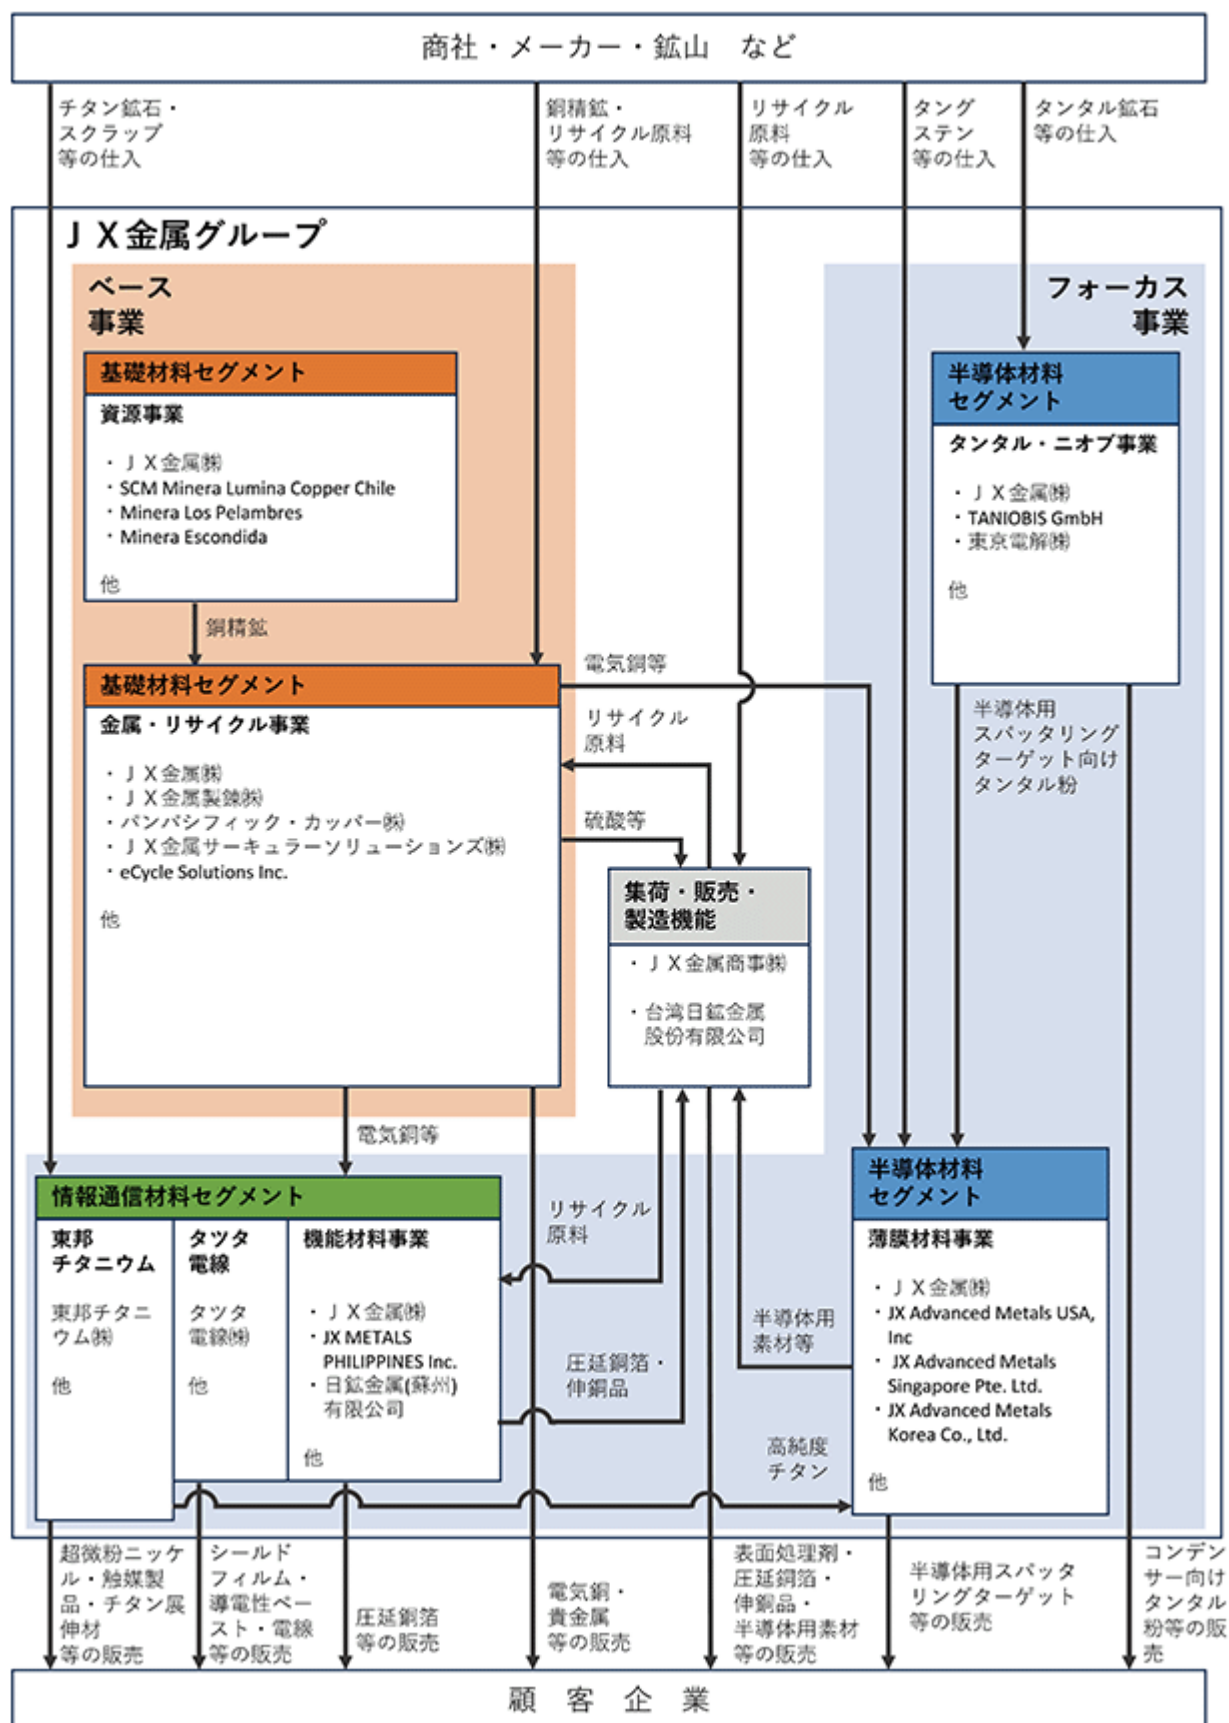 商社・メーカー・鉱山 など
チタン鉱石・
スクラップ
等の仕入
銅精鉱・
リサイクル原料
等の仕入
リサイクル
原料
等の仕入
タング
ステン
等の仕入
タンタル鉱石
等の仕入
ＪＸ金属グループ
ベース
事業
フォーカス
事業
基礎材料セグメント
資源事業
・ＪＸ金属㈱
・SCM Minera Lumina Copper Chile
・Minera Los Pelambres
・Minera Escondida
他
半導体材料
セグメント
タンタル・ニオブ事業
・ＪＸ金属㈱
・TANIOBIS GmbH
・東京電解㈱
他
銅精鉱
基礎材料セグメント
金属・リサイクル事業
・ＪＸ金属㈱
・ＪＸ金属製錬㈱
・パンパシフィック・カッパー㈱
・ＪＸ金属サーキュラーソリューションズ㈱
・eCycle Solutions Inc.
他
電気銅等
リサイクル
原料
硫酸等
半導体用
スパッタリング
ターゲット向け
タンタル粉
集荷・販売・
製造機能
・ＪＸ金属商事㈱
・台湾日鉱金属
股份有限公司
電気銅等
情報通信材料セグメント
東邦
チタニウム
東邦チタニ
ウム㈱
他
タツタ
電線
タツタ
電線㈱
他
機能材料事業
・ＪＸ金属㈱
・JX METALS
PHILIPPINES Inc.
・日鉱金属(蘇州)
有限公司
他
リサイクル
原料
圧延銅箔・
伸銅品
半導体用
素材等
高純度
チタン
半導体材料
セグメント
薄膜材料事業
・ＪＸ金属㈱
・JX Advanced Metals USA,
Inc
・JX Advanced Metals
Singapore Pte. Ltd.
・JX Advanced Metals
Korea Co., Ltd.
他
超微粉ニッケ
ル・触媒製
品・チタン展
伸材
等の販売
シールド
フィルム・
導電性ペー
スト・電線
等の販売
圧延銅箔
等の販売
電気銅・
貴金属
等の販売
表面処理剤・
圧延銅箔・
伸銅品・
半導体用素材
等の販売
半導体用スパッタ
リングターゲット
等の販売
コンデン
サー向け
タンタル
粉等の販
売
顧 客 企 業